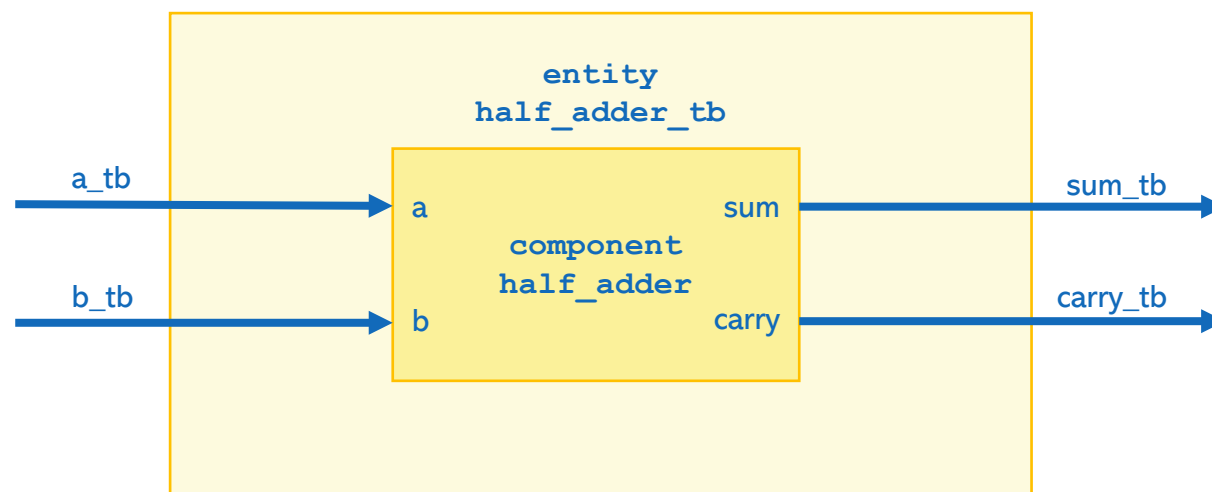 entity
half_adder_tb
a_tb
sum_tb
a
sum
component
half_adder
b_tb
carry_tb
b
carry